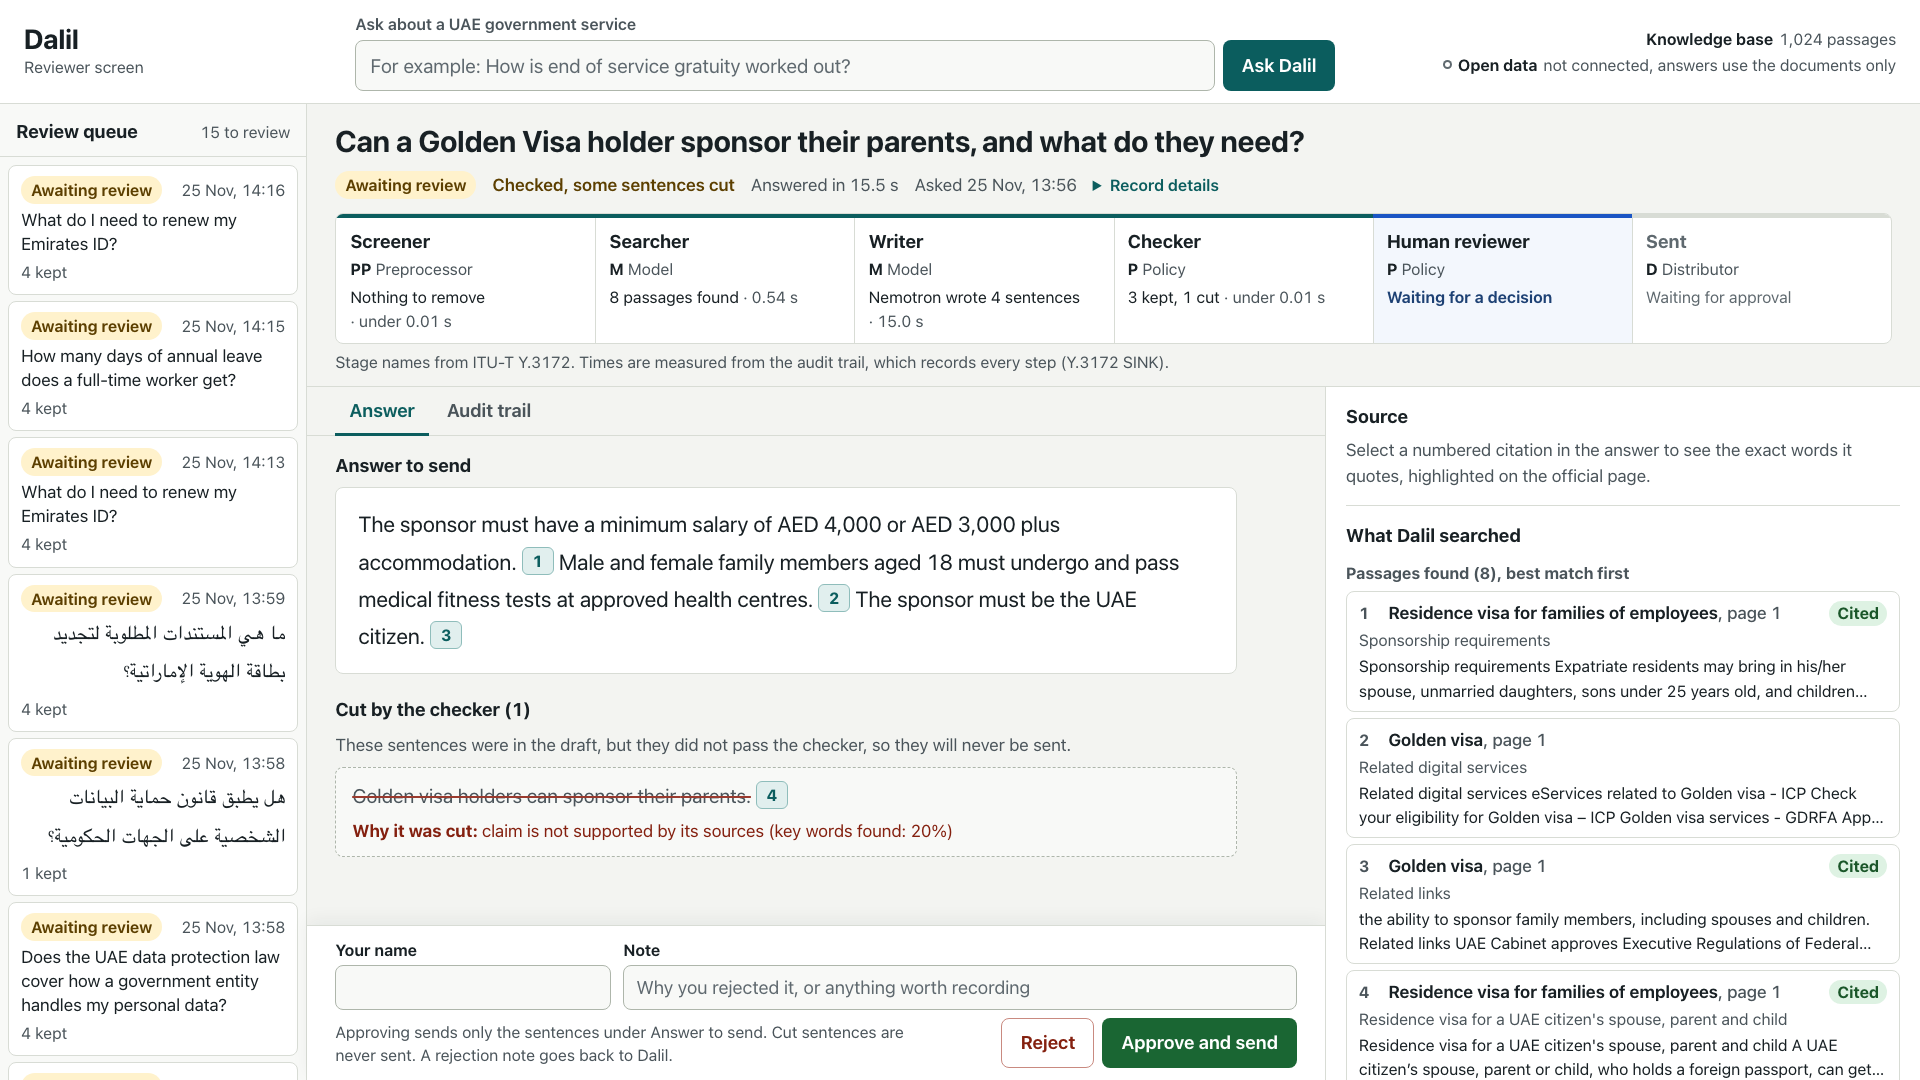 Dalil
Reviewer screen
Ask about a UAE government service
For example: How is end of service gratuity worked out?
Ask Dalil
Knowledge base 1,024 passages
Open data not connected, answers use the documents only
Review queue
15 to review
Awaiting review 25 Nov, 14:16
What do I need to renew my
Emirates ID?
4 kept
Awaiting review 25 Nov, 14:15
How many days of annual leave
does a full-time worker get?
4 kept
Awaiting review 25 Nov, 14:13
What do I need to renew my
Emirates ID?
4 kept
Awaiting review 25 Nov, 13:59
ما هي المستندات المطلوبة لتجديد
بطاقة الهوية الإماراتية؟
4 kept
Awaiting review 25 Nov, 13:58
هل يطبق قانون حماية البيانات
الشخصية على الجهات الحكومية؟
1 kept
Awaiting review 25 Nov, 13:58
Does the UAE data protection law
cover how a government entity
handles my personal data?
4 kept
Can a Golden Visa holder sponsor their parents, and what do they need?
Awaiting review Checked, some sentences cut Answered in 15.5 s Asked 25 Nov, 13:56 ▶ Record details
Screener
PP Preprocessor
Nothing to remove
· under 0.01 s
Searcher
M Model
8 passages found · 0.54 s
Writer
M Model
Nemotron wrote 4 sentences
· 15.0 s
Checker
P Policy
3 kept, 1 cut · under 0.01 s
Human reviewer
P Policy
Waiting for a decision
Sent
D Distributor
Waiting for approval
Stage names from ITU-T Y.3172. Times are measured from the audit trail, which records every step (Y.3172 SINK).
Answer
Audit trail
Answer to send
The sponsor must have a minimum salary of AED 4,000 or AED 3,000 plus
accommodation. 1 Male and female family members aged 18 must undergo and pass
medical fitness tests at approved health centres. 2 The sponsor must be the UAE
citizen. 3
Cut by the checker (1)
These sentences were in the draft, but they did not pass the checker, so they will never be sent.
Golden visa holders can sponsor their parents. 4
Why it was cut: claim is not supported by its sources (key words found: 20%)
Your name
Note
Why you rejected it, or anything worth recording
Approving sends only the sentences under Answer to send. Cut sentences are
never sent. A rejection note goes back to Dalil.
Reject
Approve and send
Source
Select a numbered citation in the answer to see the exact words it
quotes, highlighted on the official page.
What Dalil searched
Passages found (8), best match first
1 Residence visa for families of employees, page 1 Cited
Sponsorship requirements
Sponsorship requirements Expatriate residents may bring in his/her
spouse, unmarried daughters, sons under 25 years old, and children...
2 Golden visa, page 1
Related digital services
Related digital services eServices related to Golden visa - ICP Check
your eligibility for Golden visa – ICP Golden visa services - GDRFA App...
3 Golden visa, page 1 Cited
Related links
the ability to sponsor family members, including spouses and children.
Related links UAE Cabinet approves Executive Regulations of Federal...
4 Residence visa for families of employees, page 1 Cited
Residence visa for a UAE citizen's spouse, parent and child
Residence visa for a UAE citizen's spouse, parent and child A UAE
citizen’s spouse, parent or child, who holds a foreign passport, can get...